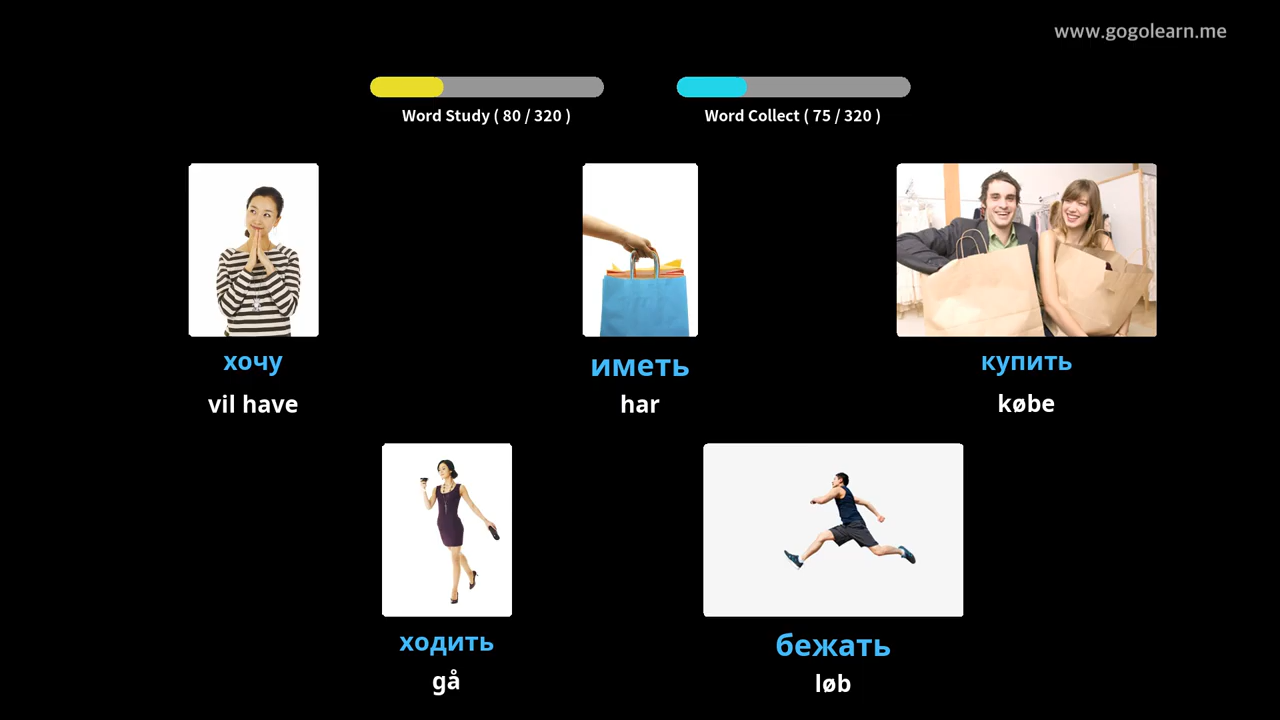 www.gogolearn.me
Word Study ( 80 / 320 )
Word Collect ( 75 / 320 )
хочу
vil have
иметь
har
купить
købe
ходить
gå
бежать
løb